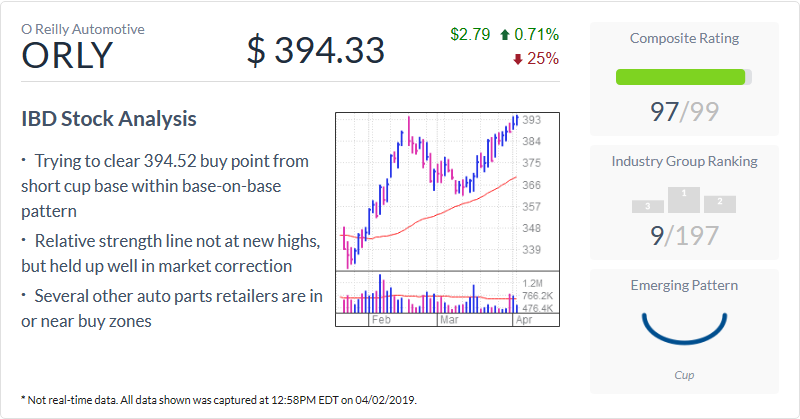 O Reilly Automotive
ORLY
$ 394.33
$2.79 0.71%
25%
IBD Stock Analysis
· Trying to clear 394.52 buy point from
short cup base within base-on-base
pattern
· Relative strength line not at new highs,
but held up well in market correction
· Several other auto parts retailers are in
or near buy zones
393
384
375
366
357
348
339
1.2M
766.2K
476.4K
Feb Mar Apr
Composite Rating
97/99
Industry Group Ranking
3 1 2
9/197
Emerging Pattern
Cup
* Not real-time data. All data shown was captured at 12:58PM EDT on 04/02/2019.